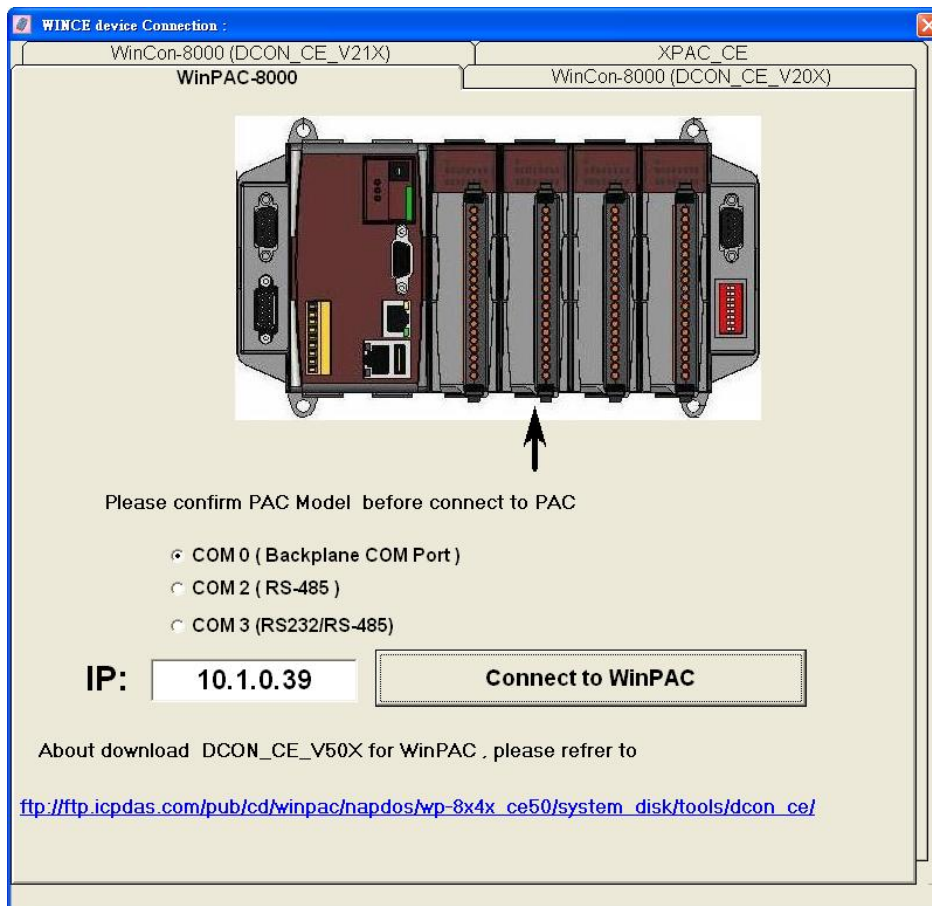 WINCE device Connection :
WinCon-8000 (DCON_CE_V21X)
XPAC_CE
WinPAC-8000
WinCon-8000 (DCON_CE_V20X)
Please confirm PAC Model before connect to PAC
COM 0 ( Backplane COM Port )
COM 2 ( RS-485 )
COM 3 (RS232/RS-485)
IP:
10.1.0.39
Connect to WinPAC
About download DCON_CE_V50X for WinPAC , please refrer to
ftp://ftp.icpdas.com/pub/cd/winpac/napdos/wp-8x4x_ce50/system_disk/tools/dcon_ce/